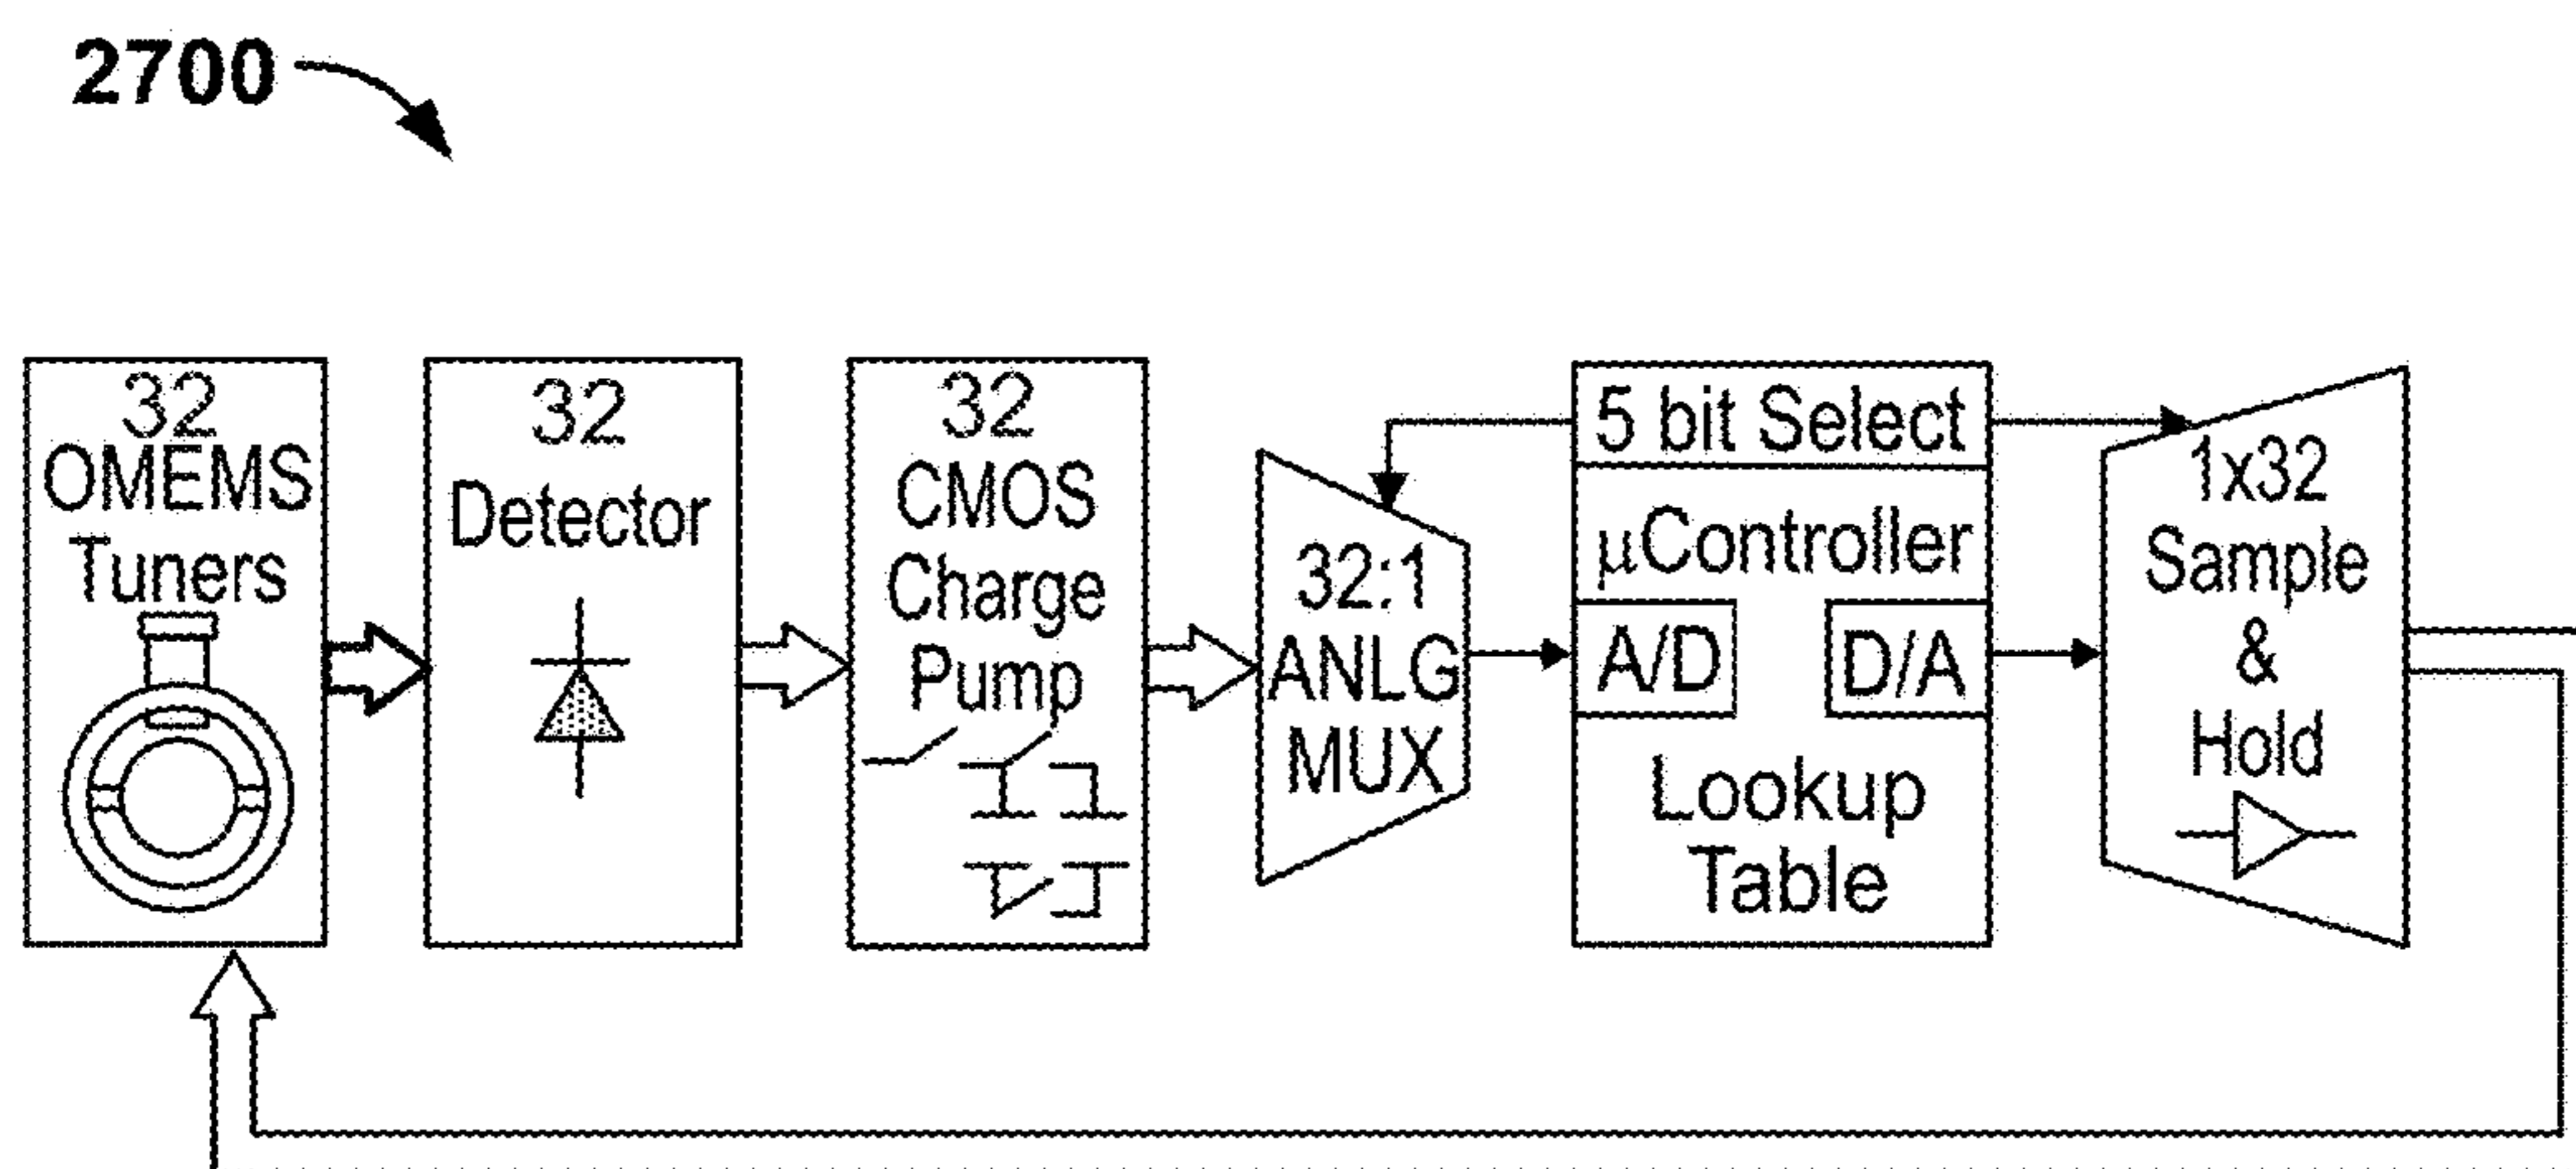 2700
32
OMEMS
Tuners
32
Detector
32
CMOS
Charge
Pump
32:1
ANLG
MUX
5 bit Select
μController
A/D
D/A
Lookup
Table
1x32
Sample
&
Hold